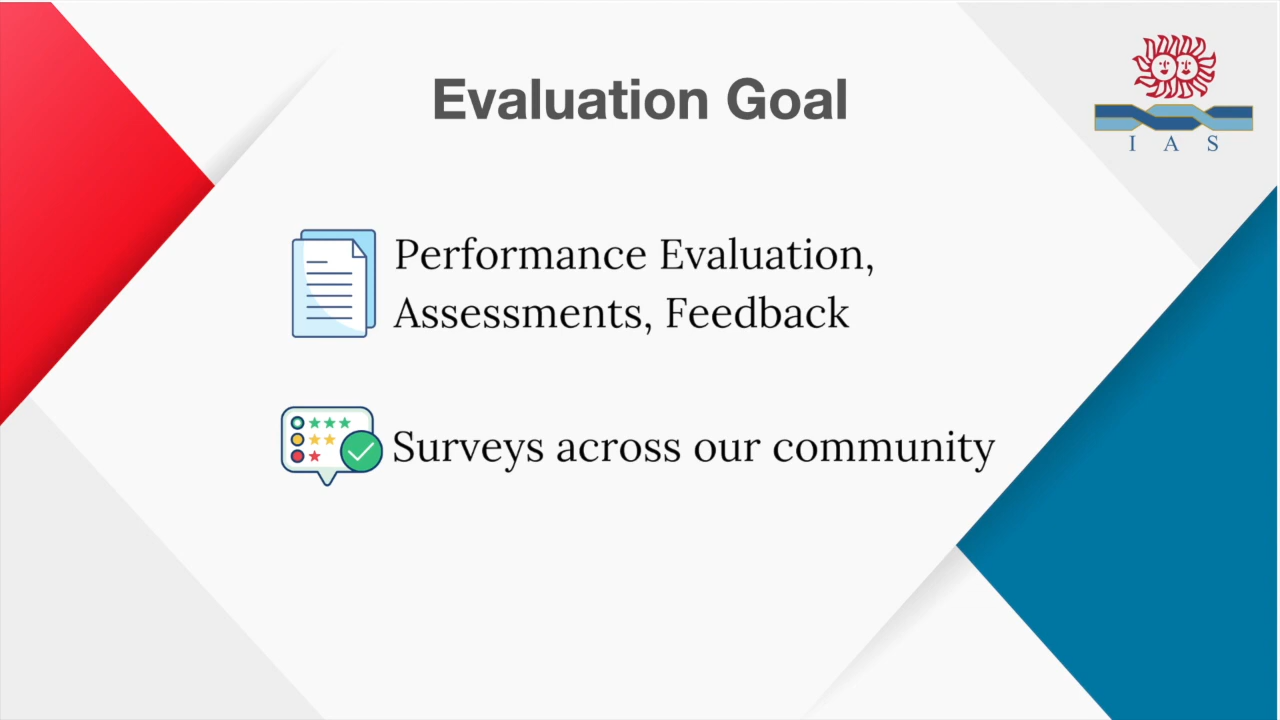 Evaluation Goal
I A S
Performance Evaluation,
Assessments, Feedback
Surveys across our community